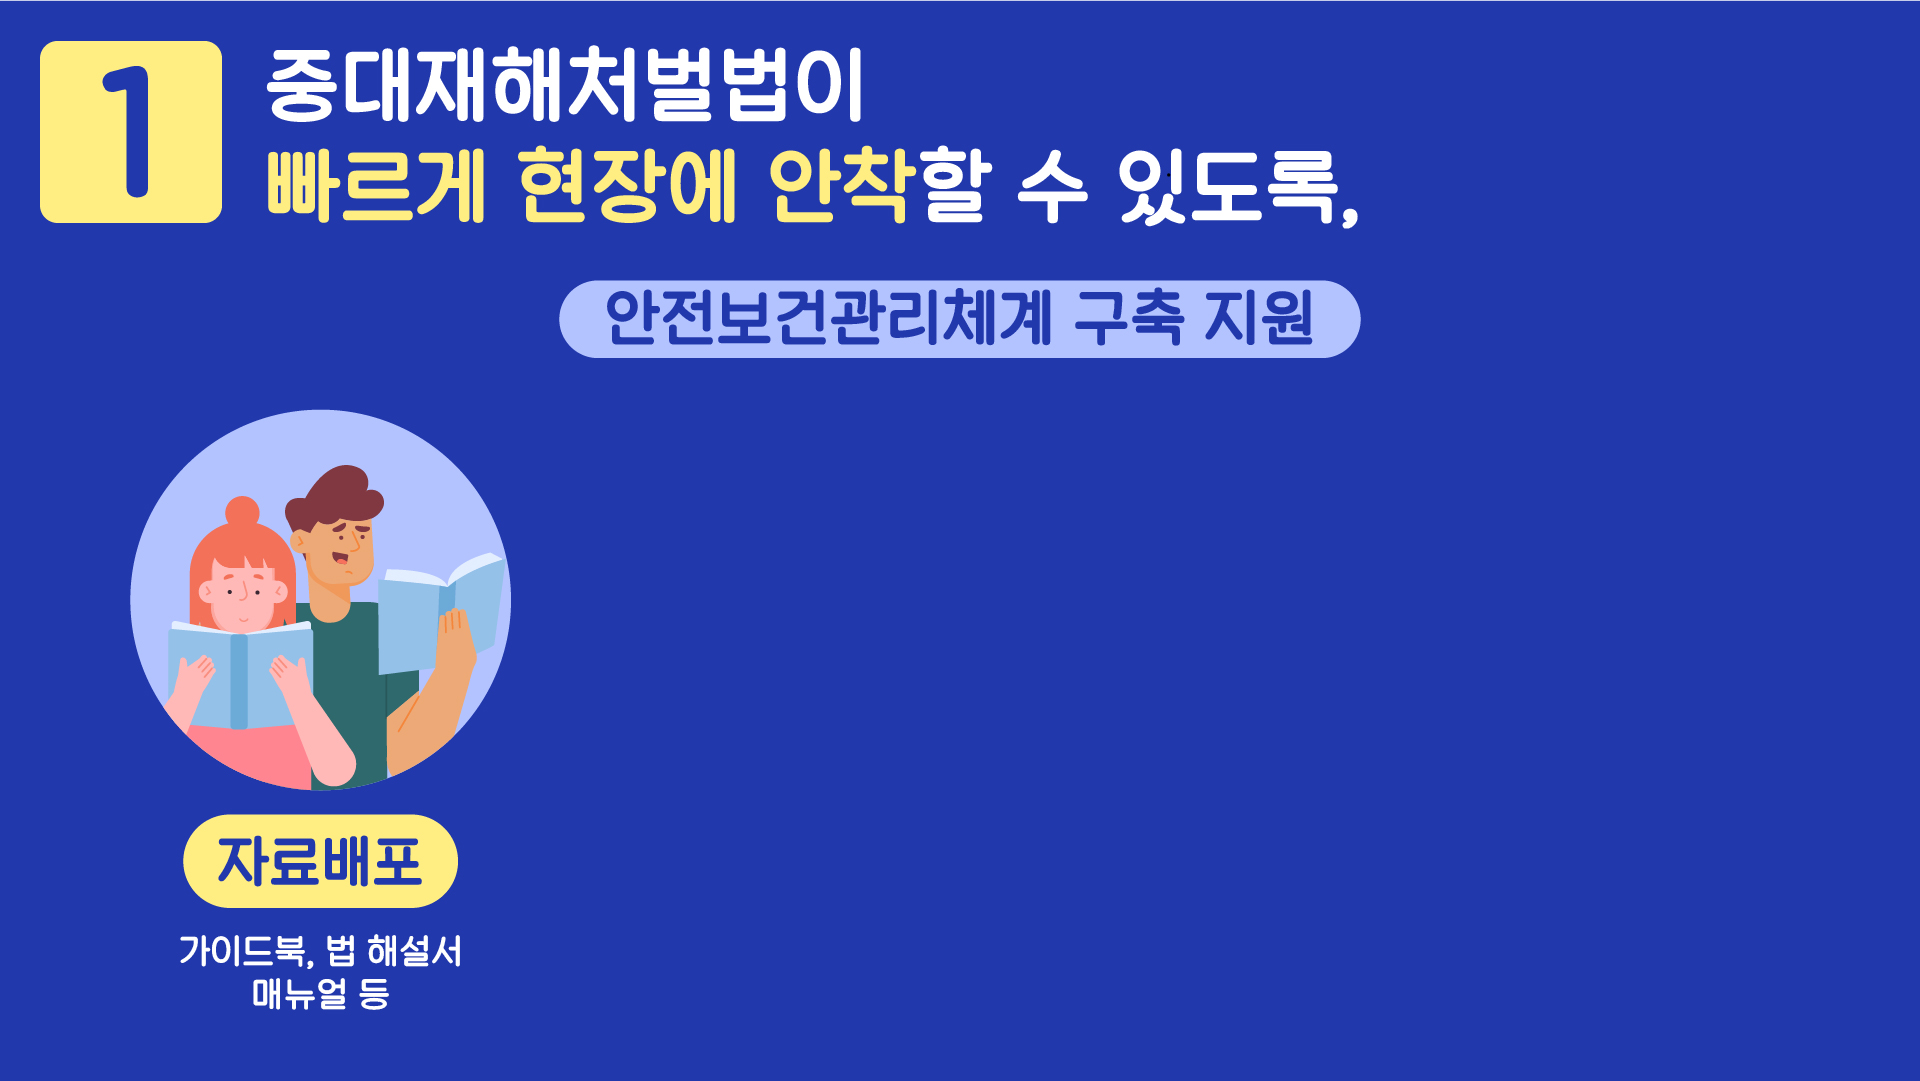 1
중대재해처벌법이
빠르게 현장에 안착할 수 있도록,
안전보건관리체계 구축 지원
자료배포
가이드북, 법 해설서
매뉴얼 등